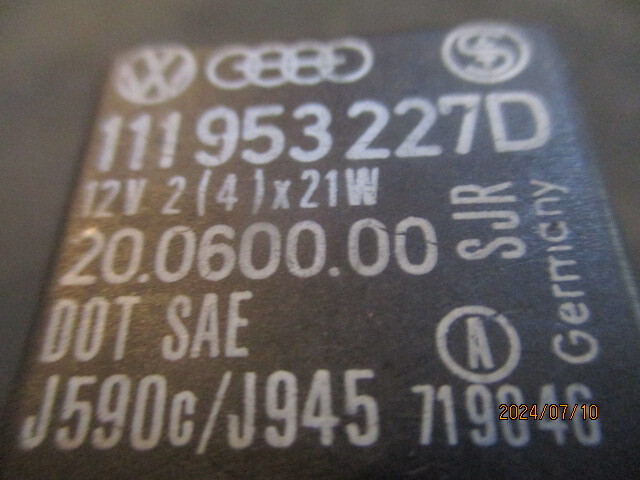 111 953 227D
12V 2(4)x21W
20.0600.00
SJR
Germany
DOT SAE
A
J590c/J945
2024/07/10